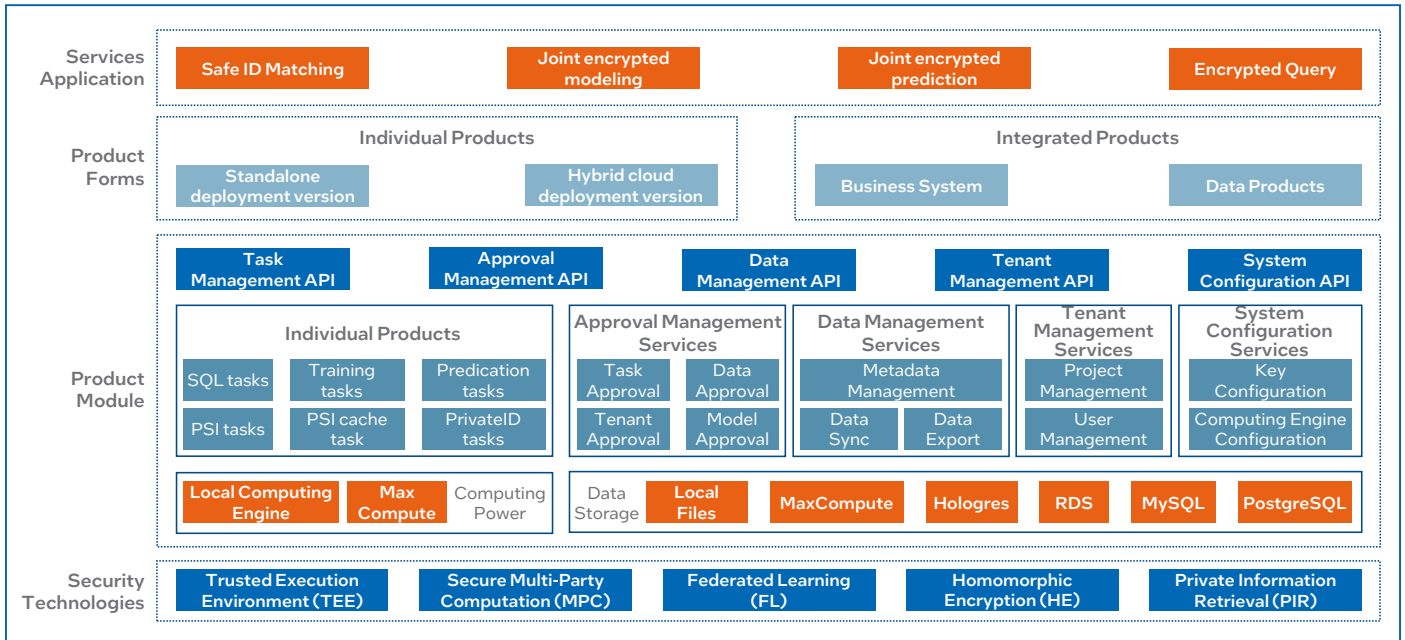 Services
Application
Safe ID Matching
Joint encrypted
modeling
Joint encrypted
prediction
Encrypted Query
Product
Forms
Individual Products
Standalone
deployment version
Hybrid cloud
deployment version
Integrated Products
Business System
Data Products
Product
Module
Task
Management API
Approval
Management API
Data
Management API
Tenant
Management API
System
Configuration API
Individual Products
SQL tasks
Training
tasks
Predication
tasks
PSI tasks
PSI cache
task
PrivateID
tasks
Approval Management
Services
Task
Approval
Data
Approval
Tenant
Approval
Model
Approval
Data Management
Services
Metadata
Management
Data
Sync
Data
Export
Tenant
Management
Services
Project
Management
User
Management
System
Configuration
Services
Key
Configuration
Computing Engine
Configuration
Local Computing
Engine
Max
Compute
Computing
Power
Data
Storage
Local
Files
MaxCompute
Hologres
RDS
MySQL
PostgreSQL
Security
Technologies
Trusted Execution
Environment (TEE)
Secure Multi-Party
Computation (MPC)
Federated Learning
(FL)
Homomorphic
Encryption (HE)
Private Information
Retrieval (PIR)